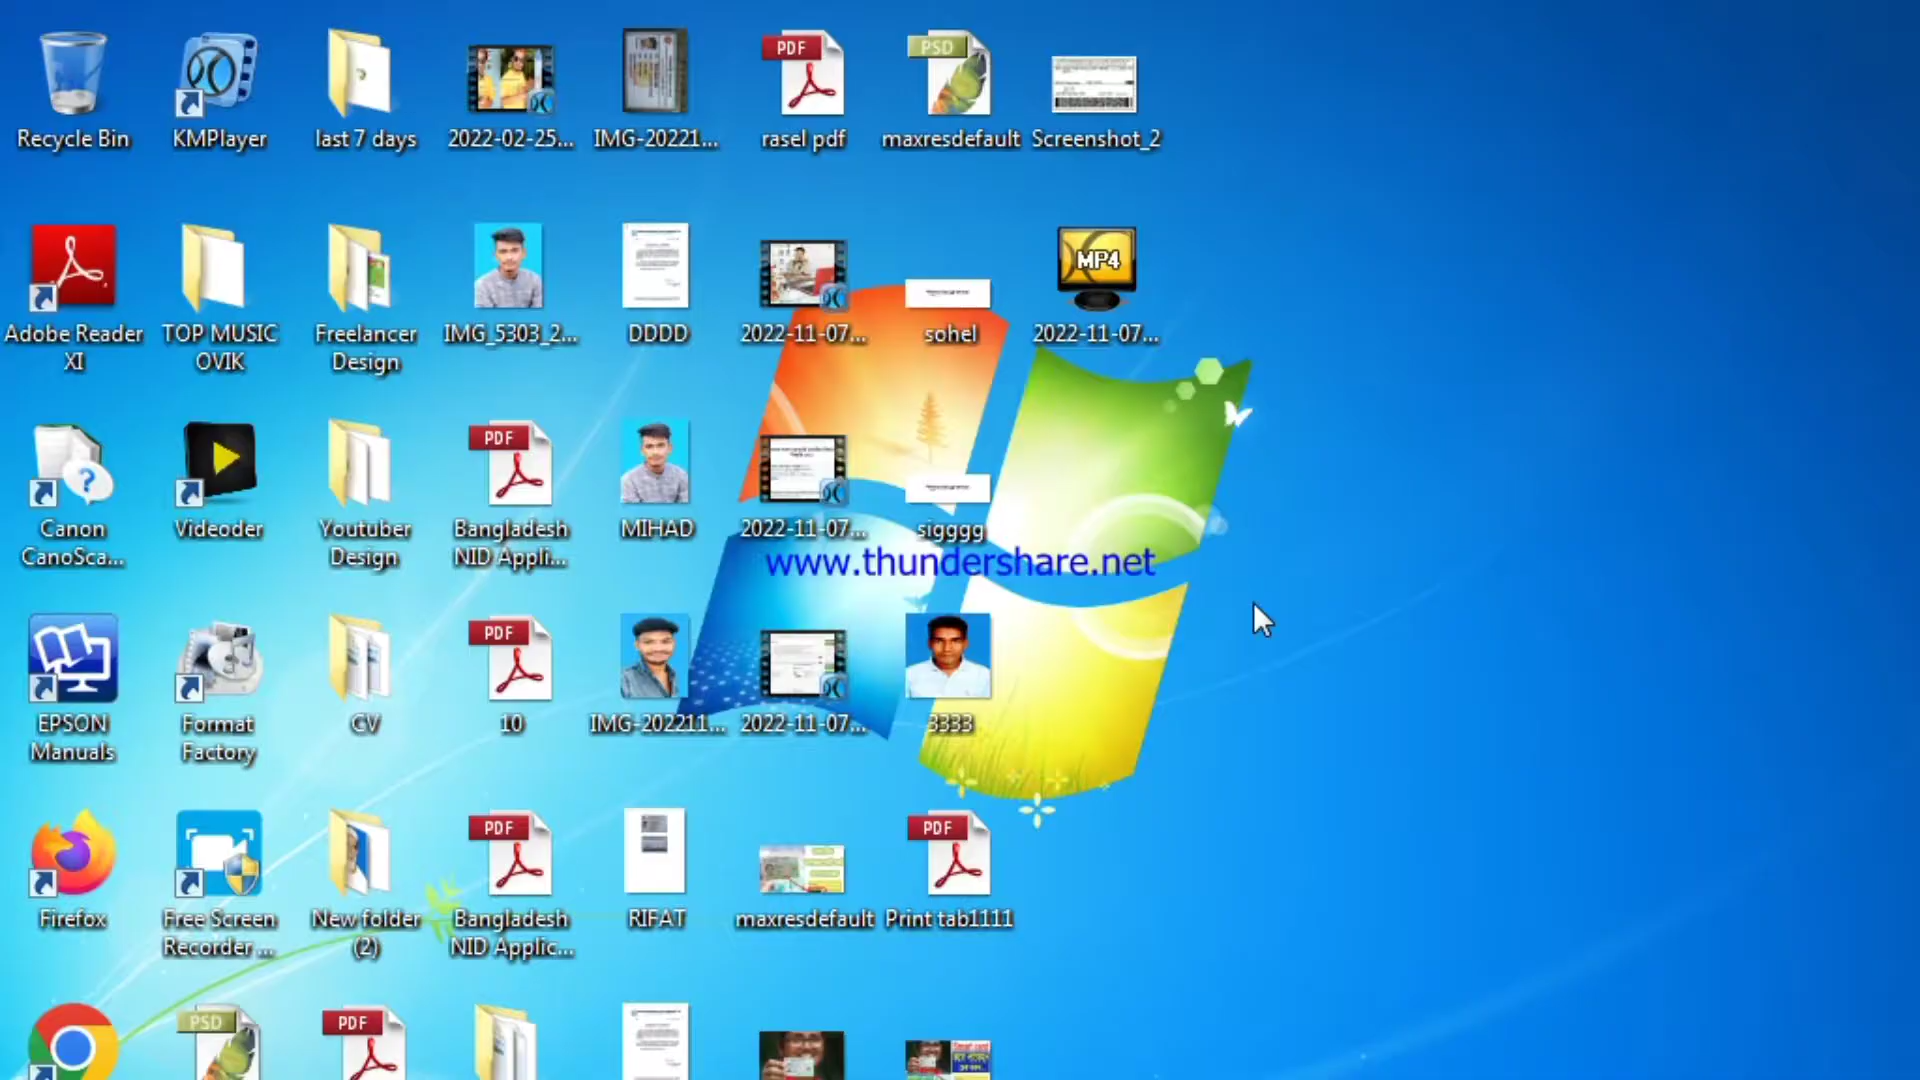 PDF
PSD
Recycle Bin
KMPlayer
last 7 days
2022-02-25...
IMG-20221...
rasel pdf
maxresdefault
Screenshot_2
MP4
Adobe Reader
XI
TOP MUSIC
OVIK
Freelancer
Design
IMG_5303_2...
DDDD
2022-11-07...
sohel
2022-11-07...
PDF
Canon
CanoSca...
Videoder
Youtuber
Design
Bangladesh
NID Appli...
MIHAD
2022-11-07...
sigggg
www.thundershare.net
PDF
EPSON
Manuals
Format
Factory
CV
10
IMG-202211...
2022-11-07...
3333
PDF
PDF
Firefox
Free Screen
Recorder ...
New folder
(2)
Bangladesh
NID Applic...
RIFAT
maxresdefault
Print tab1111
PSD
PDF